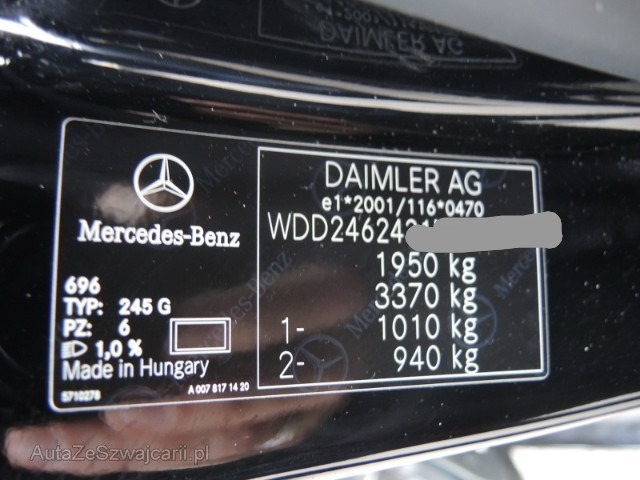 Mercedes-Benz
696
TYP: 245 G
PZ: 6
1,0 %
Made in Hungary
5710278
A 007 817 14 20
DAIMLER AG
e1*2001/116*0470
WDD24624
1950 kg
3370 kg
1- 1010 kg
2- 940 kg
AutaZeSzwajcarii.pl